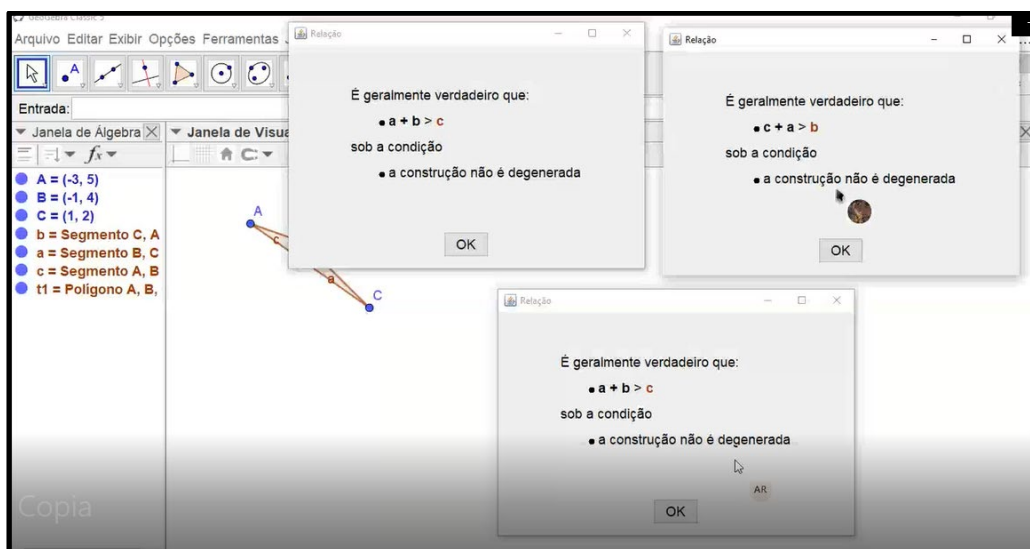 GeoGebra Classic 5
Arquivo Editar Exibir Opções Ferramentas
Entrada:
Janela de Álgebra
Janela de Visua
A = (-3, 5)
B = (-1, 4)
C = (1, 2)
b = Segmento C, A
a = Segmento B, C
c = Segmento A, B
t1 = Polígono A, B,
A
c
a
C
Relação
É geralmente verdadeiro que:
a + b > c
sob a condição
a construção não é degenerada
OK
Relação
É geralmente verdadeiro que:
c + a > b
sob a condição
a construção não é degenerada
OK
Relação
É geralmente verdadeiro que:
a + b > c
sob a condição
a construção não é degenerada
AR
OK
Copia